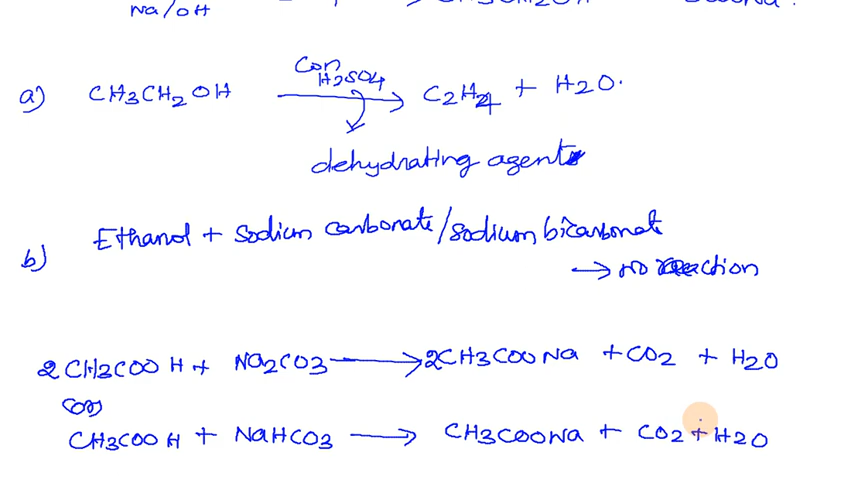 Na/OH
a) CH3CH2OH Con H2SO4 → C2H4 + H2O.
dehydrating agent
b) Ethanol + sodium carbonate/sodium bicarbonat
→ no reaction
2CH3COOH + Na2CO3 → 2CH3COONa + CO2 + H2O
(or)
CH3COOH + NaHCO3 → CH3COONa + CO2 + H2O